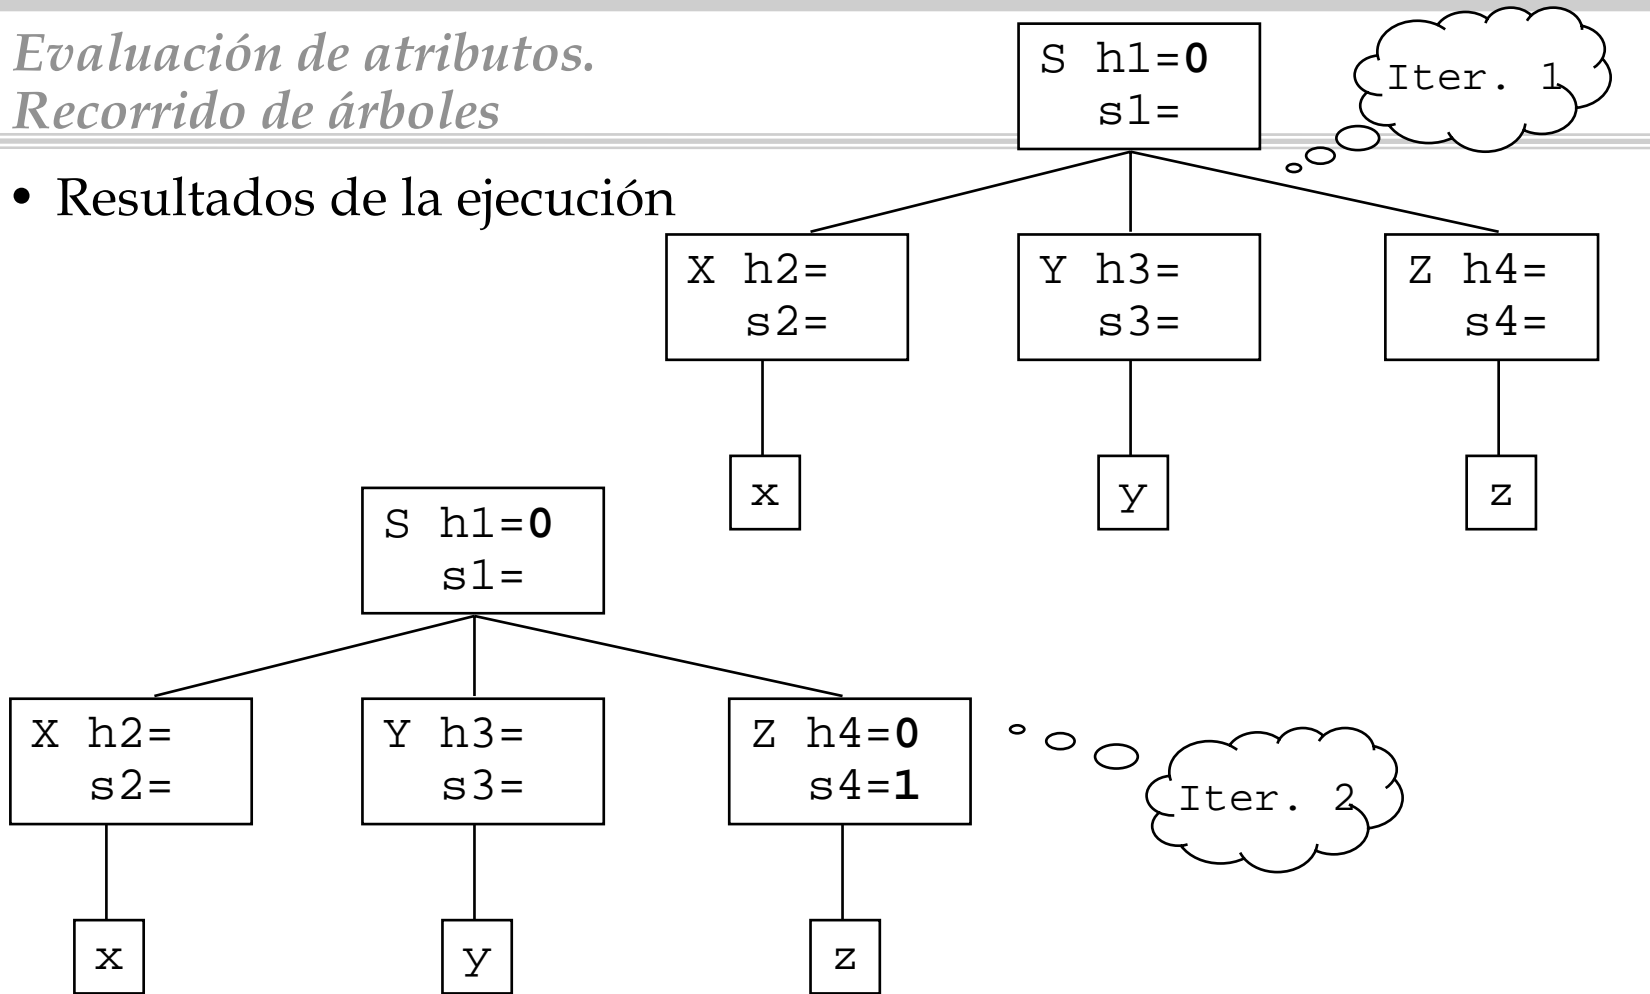 Evaluación de atributos.
Recorrido de árboles
• Resultados de la ejecución
S h1=0
s1=
Iter. 1
X h2=
s2=
Y h3=
s3=
Z h4=
s4=
x
y
z
S h1=0
s1=
X h2=
s2=
Y h3=
s3=
Z h4=0
s4=1
Iter. 2
x
y
z